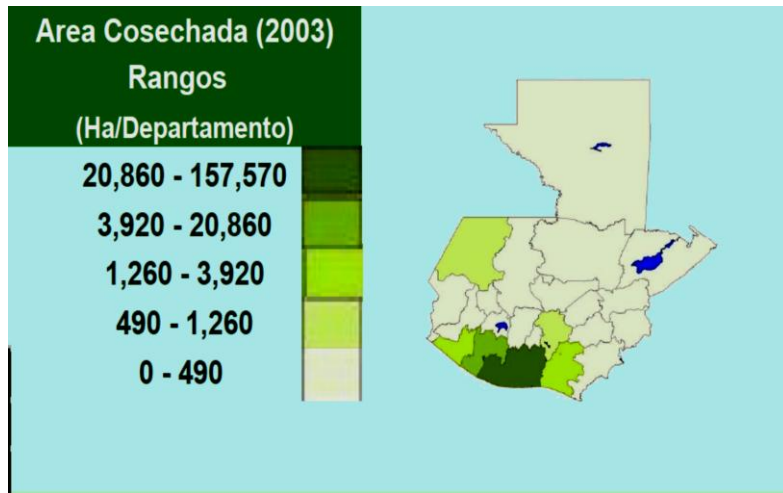 Area Cosechada (2003)
Rangos
(Ha/Departamento)
20,860 - 157,570
3,920 - 20,860
1,260 - 3,920
490 - 1,260
0 - 490